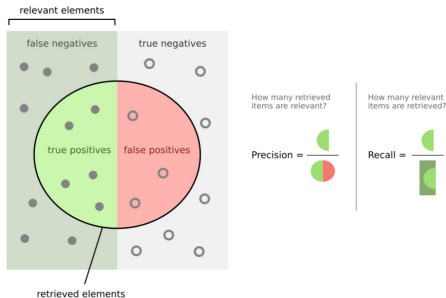 relevant elements
false negatives
true negatives
true positives
false positives
retrieved elements
How many retrieved
items are relevant?
Precision =
How many relevant
items are retrieved?
Recall =